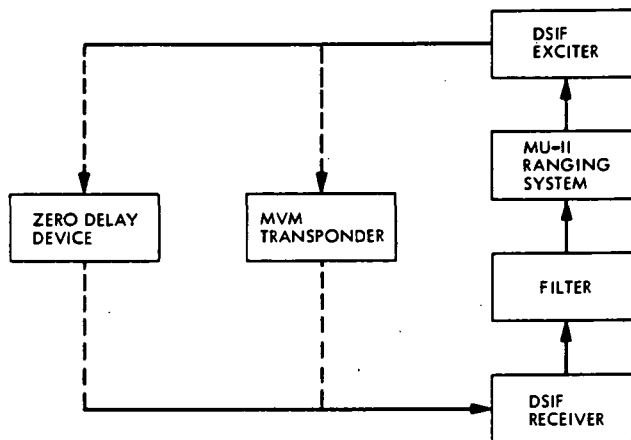 DSIF
EXCITER
MU-II
RANGING
SYSTEM
ZERO DELAY
DEVICE
MVM
TRANSPONDER
FILTER
DSIF
RECEIVER